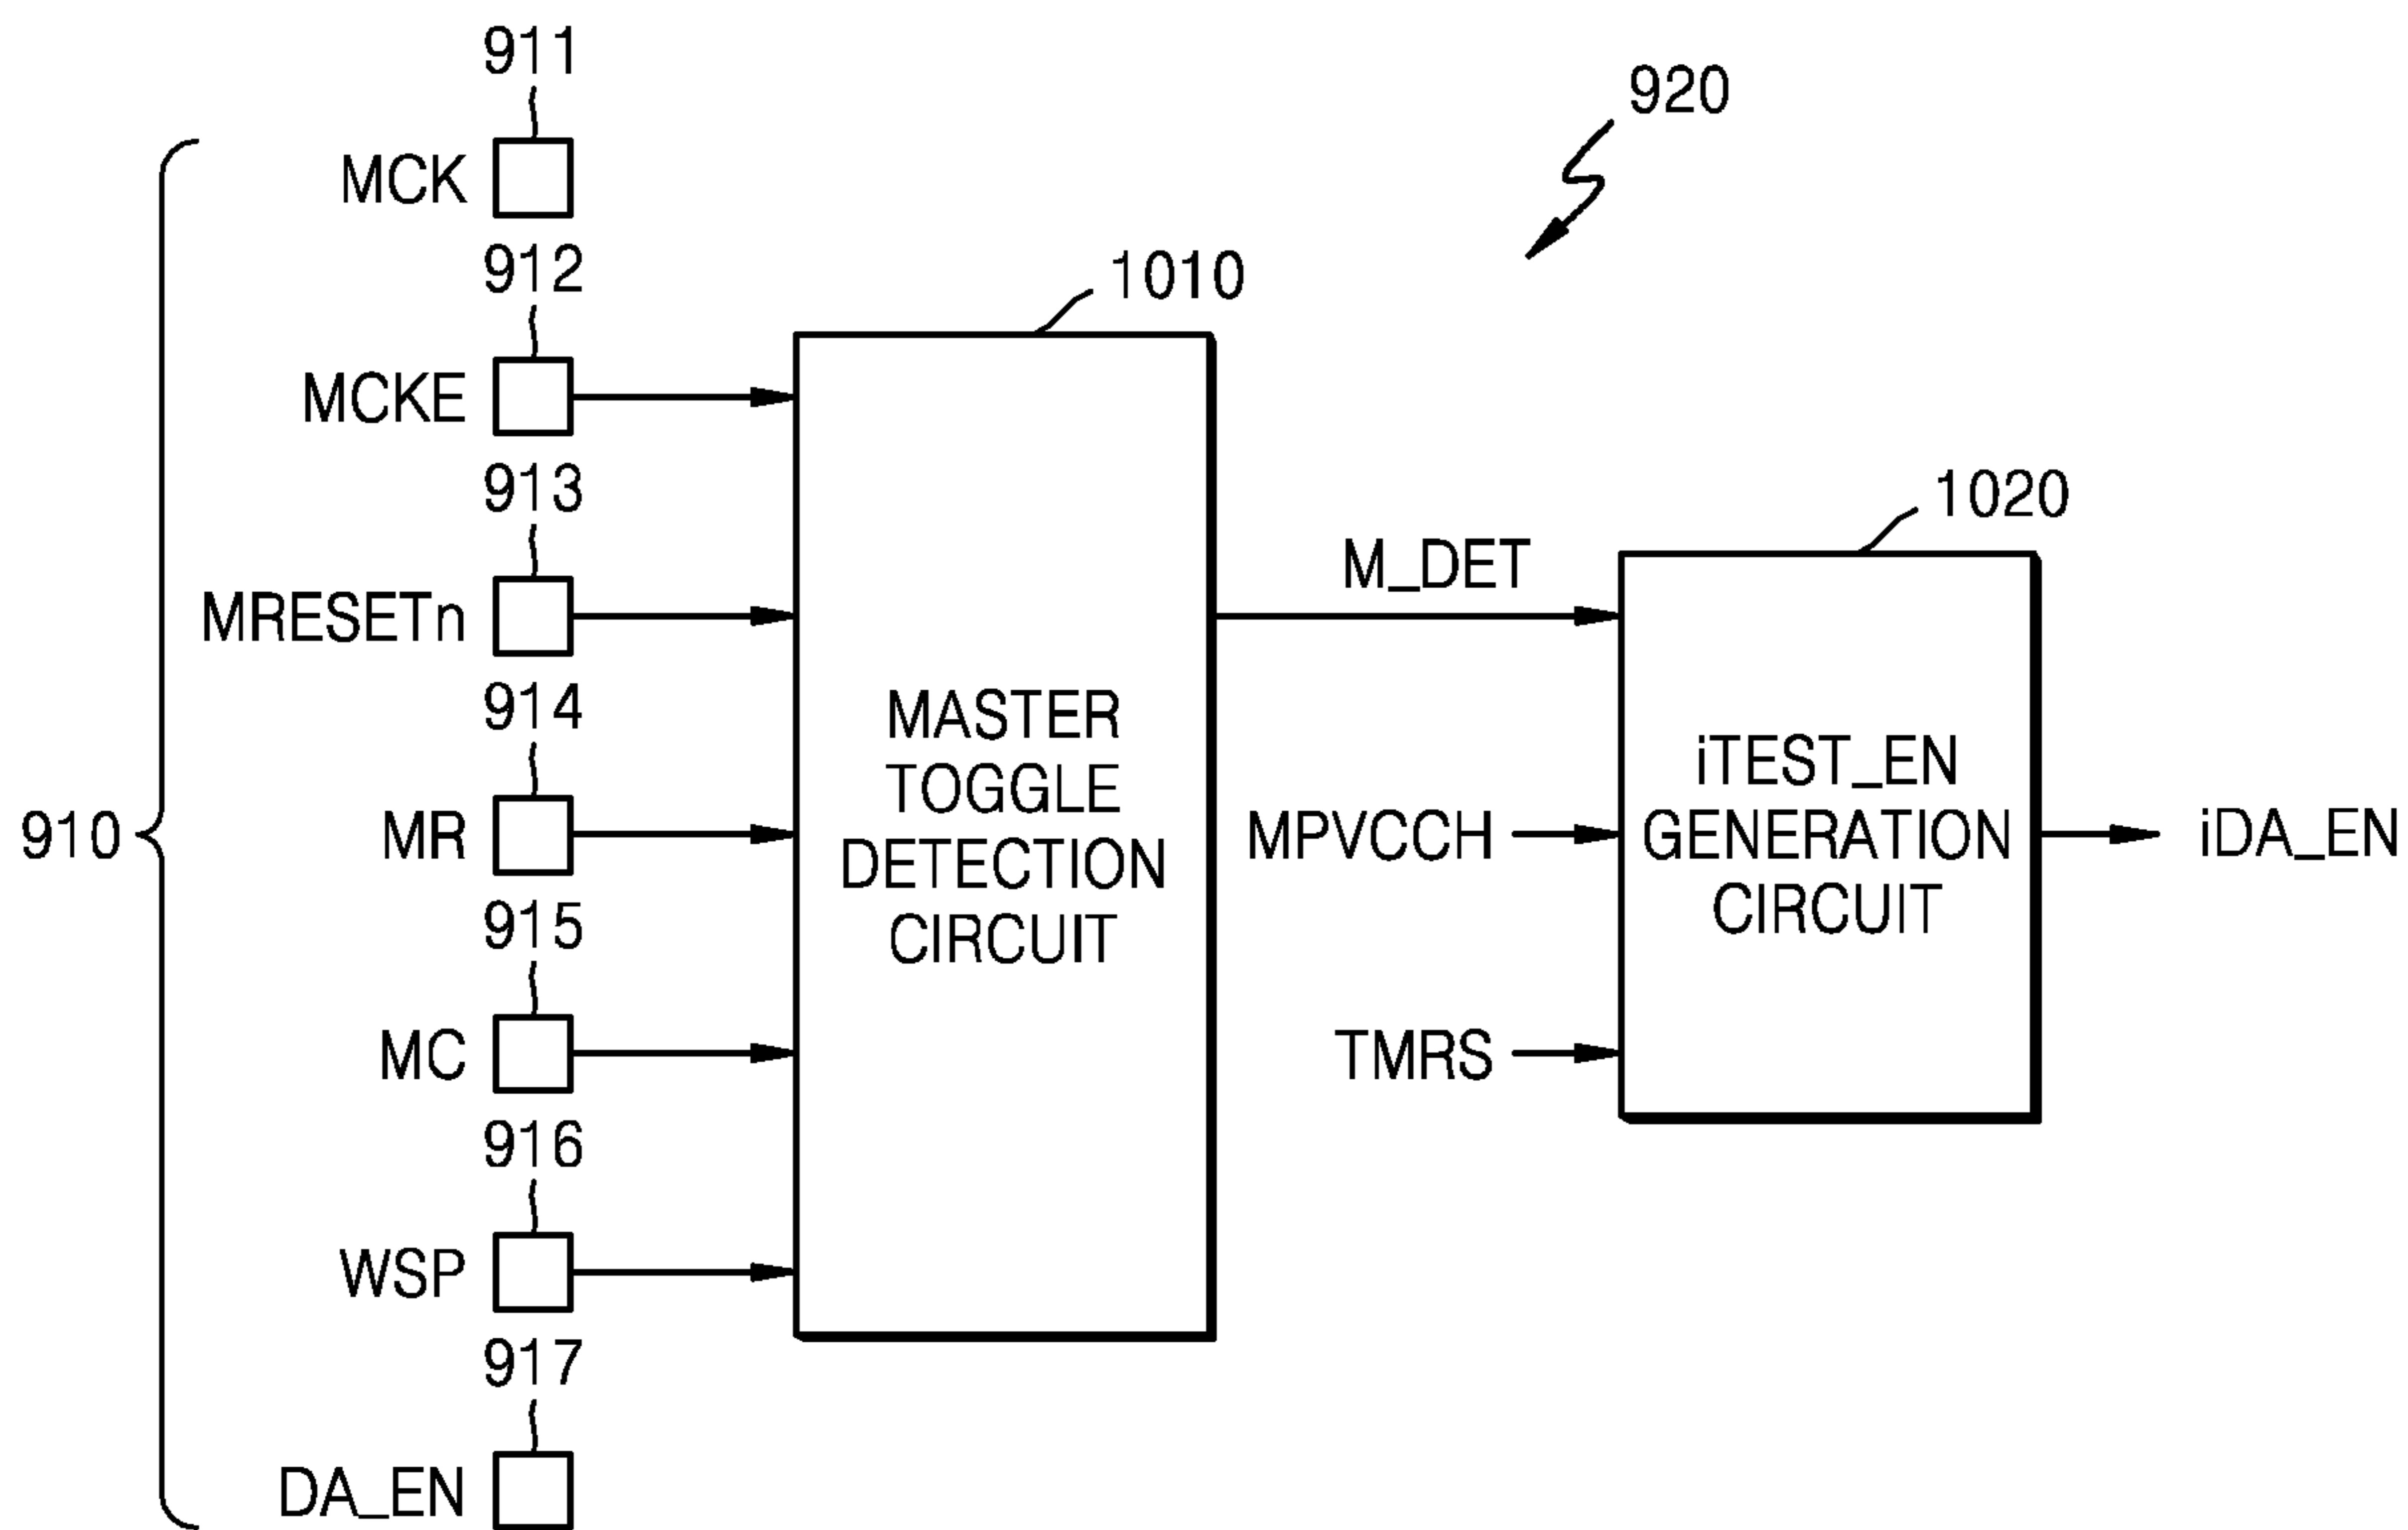 911
920
MCK
912
1010
MCKE
913
1020
MRESETn
M_DET
914
MASTER
TOGGLE
DETECTION
CIRCUIT
iTEST_EN
GENERATION
CIRCUIT
910
MR
MPVCCH
iDA_EN
915
MC
TMRS
916
WSP
917
DA_EN